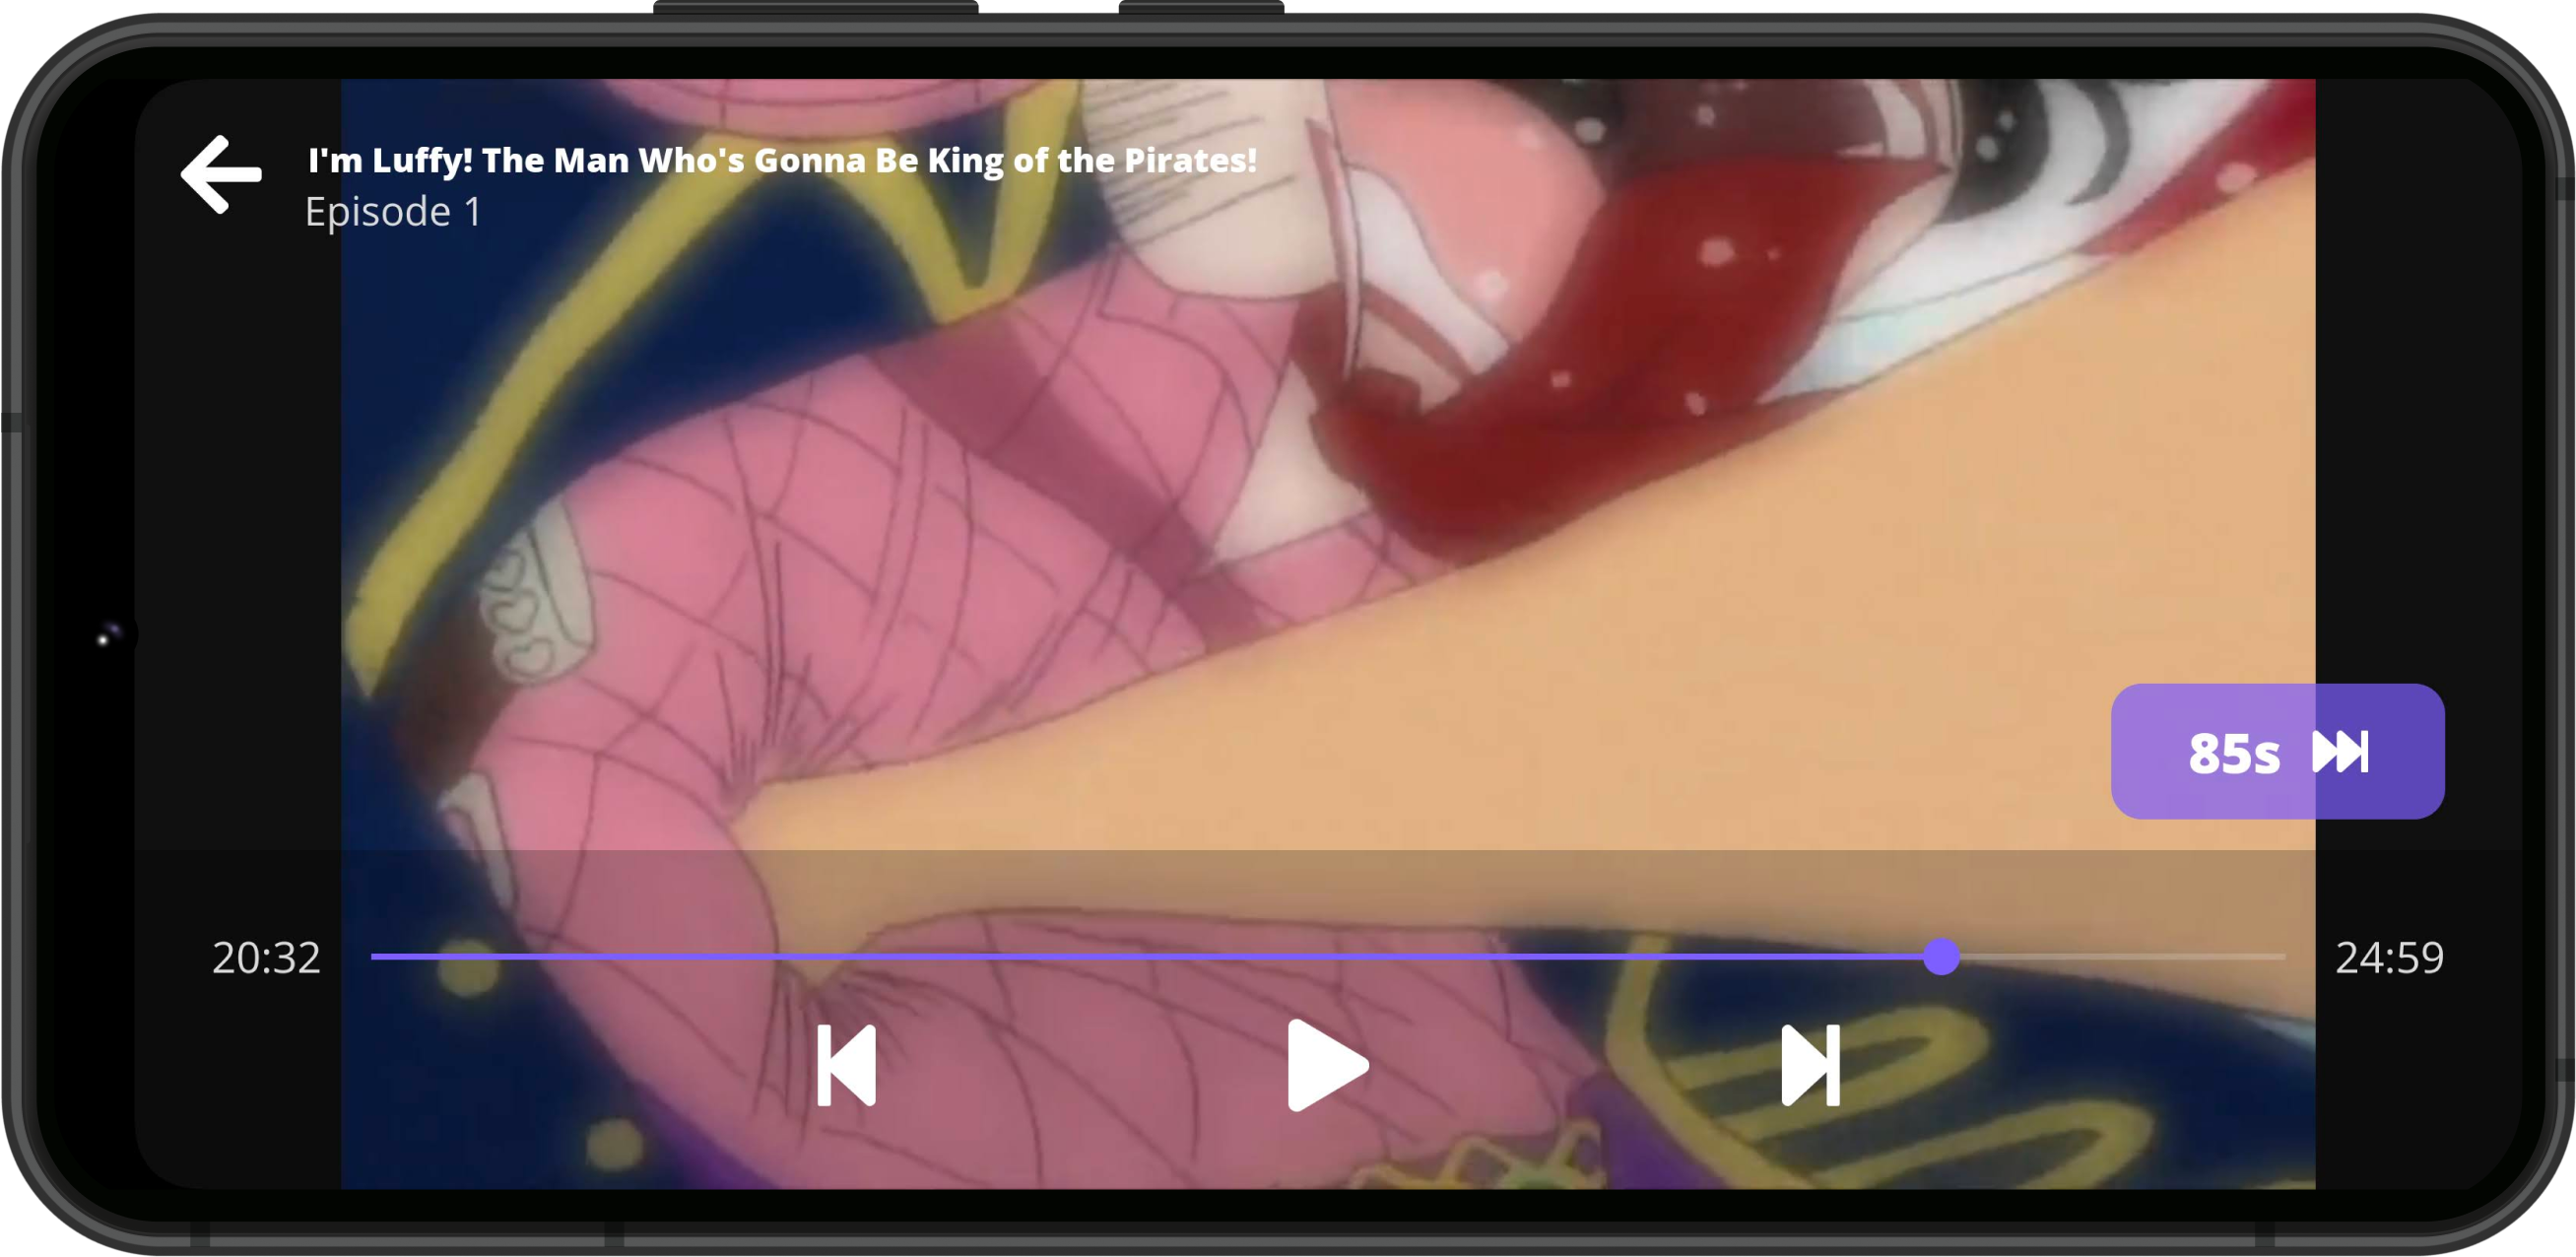 I'm Luffy! The Man Who's Gonna Be King of the Pirates!
Episode 1
85s
20:32
24:59